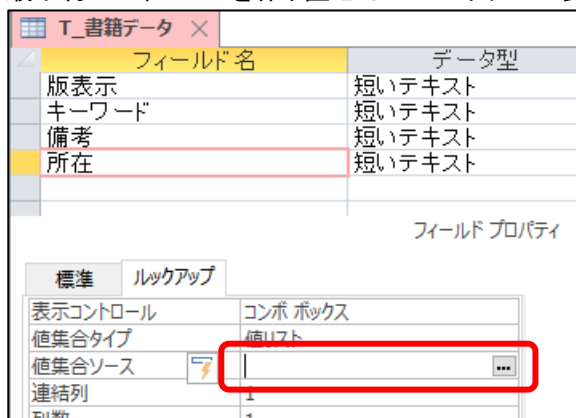 T_書籍データ
フィールド名 データ型
版表示 短いテキスト
キーワード 短いテキスト
備考 短いテキスト
所在 短いテキスト
フィールド プロパティ
標準 ルックアップ
表示コントロール コンボ ボックス
値集合タイプ 値リスト
値集合ソース
連結列 1
列数 1